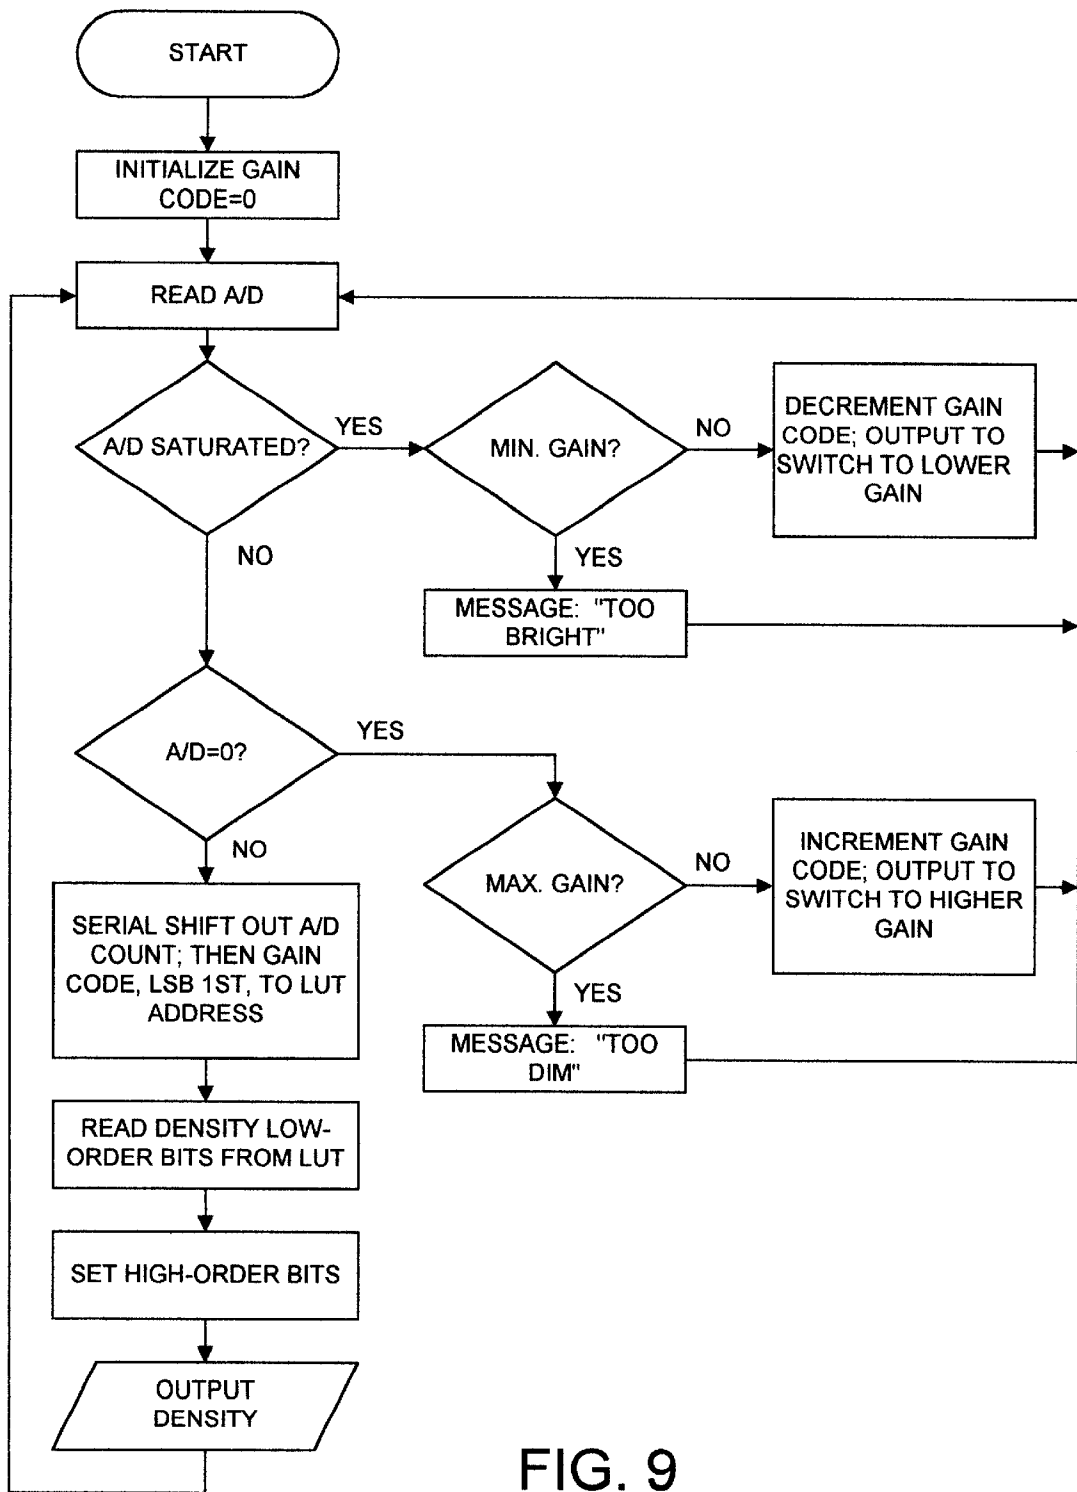 START
INITIALIZE GAIN
CODE=0
READ A/D
A/D SATURATED?
YES
MIN. GAIN?
NO
DECREMENT GAIN
CODE; OUTPUT TO
SWITCH TO LOWER
GAIN
NO
YES
MESSAGE: "TOO
BRIGHT"
A/D=0?
YES
NO
MAX. GAIN?
NO
INCREMENT GAIN
CODE; OUTPUT TO
SWITCH TO HIGHER
GAIN
YES
MESSAGE: "TOO
DIM"
SERIAL SHIFT OUT A/D
COUNT; THEN GAIN
CODE, LSB 1ST, TO LUT
ADDRESS
READ DENSITY LOW-
ORDER BITS FROM LUT
SET HIGH-ORDER BITS
OUTPUT
DENSITY
FIG. 9